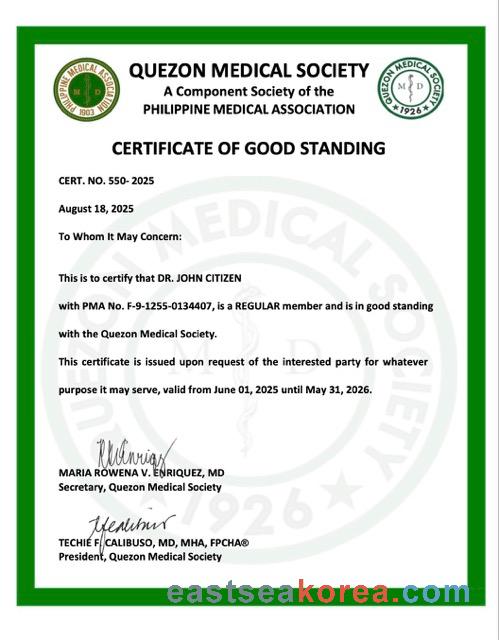 QUEZON MEDICAL SOCIETY
A Component Society of the
PHILIPPINE MEDICAL ASSOCIATION
PHILIPPINE MEDICAL ASSOCIATION
M D
1903
QUEZON MEDICAL SOCIETY
M D
1926
CERTIFICATE OF GOOD STANDING
CERT. NO. 550- 2025
August 18, 2025
To Whom It May Concern:
This is to certify that DR. JOHN CITIZEN
with PMA No. F-9-1255-0134407, is a REGULAR member and is in good standing
with the Quezon Medical Society.
This certificate is issued upon request of the interested party for whatever
purpose it may serve, valid from June 01, 2025 until May 31, 2026.
QUEZON MEDICAL SOCIETY
M D
1926
MARIA ROWENA V. ENRIQUEZ, MD
Secretary, Quezon Medical Society
TECHIE F. CALIBUSO, MD, MHA, FPCHA®
President, Quezon Medical Society
eastseakorea.com